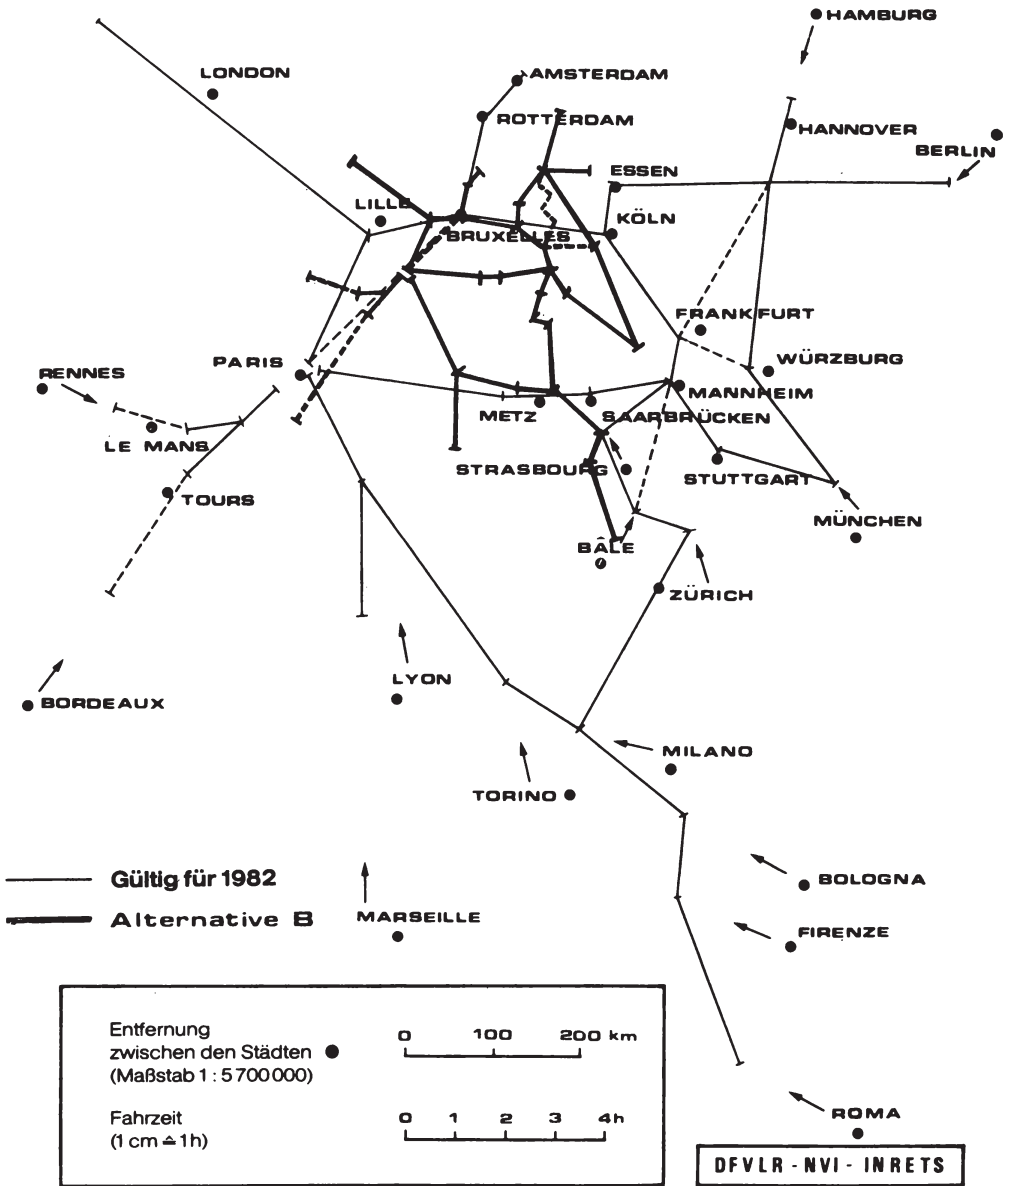 HAMBURG
LONDON
AMSTERDAM
ROTTERDAM
HANNOVER
BERLIN
ESSEN
LILLE
KÖLN
BRUXELLES
FRANKFURT
PARIS
WÜRZBURG
RENNES
MANNHEIM
METZ
SAARBRÜCKEN
LE MANS
STRASBOURG
STUTTGART
TOURS
MÜNCHEN
BÂLE
ZÜRICH
LYON
BORDEAUX
MILANO
TORINO
Gültig für 1982
BOLOGNA
Alternative B
MARSEILLE
FIRENZE
Entfernung
zwischen den Städten
(Maßstab 1 : 5 700 000)
0 100 200 km
Fahrzeit
(1 cm ≙ 1h)
0 1 2 3 4h
ROMA
DFVLR - NVI - INRETS